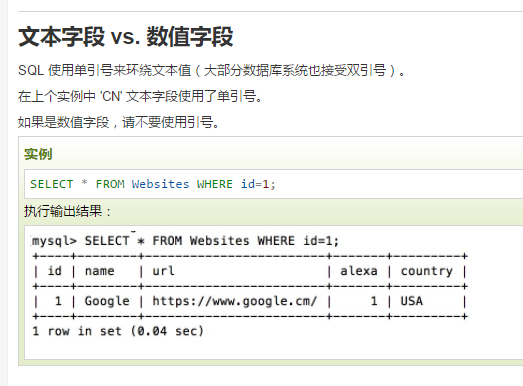 文本字段 vs. 数值字段
SQL 使用单引号来环绕文本值（大部分数据库系统也接受双引号）。
在上个实例中 'CN' 文本字段使用了单引号。
如果是数值字段，请不要使用引号。
实例
SELECT * FROM Websites WHERE id=1;
执行输出结果：
mysql> SELECT * FROM Websites WHERE id=1;
+----+--------+------------------------+-------+---------+
| id | name | url | alexa | country |
+----+--------+------------------------+-------+---------+
| 1 | Google | https://www.google.cm/ | 1 | USA |
+----+--------+------------------------+-------+---------+
1 row in set (0.04 sec)